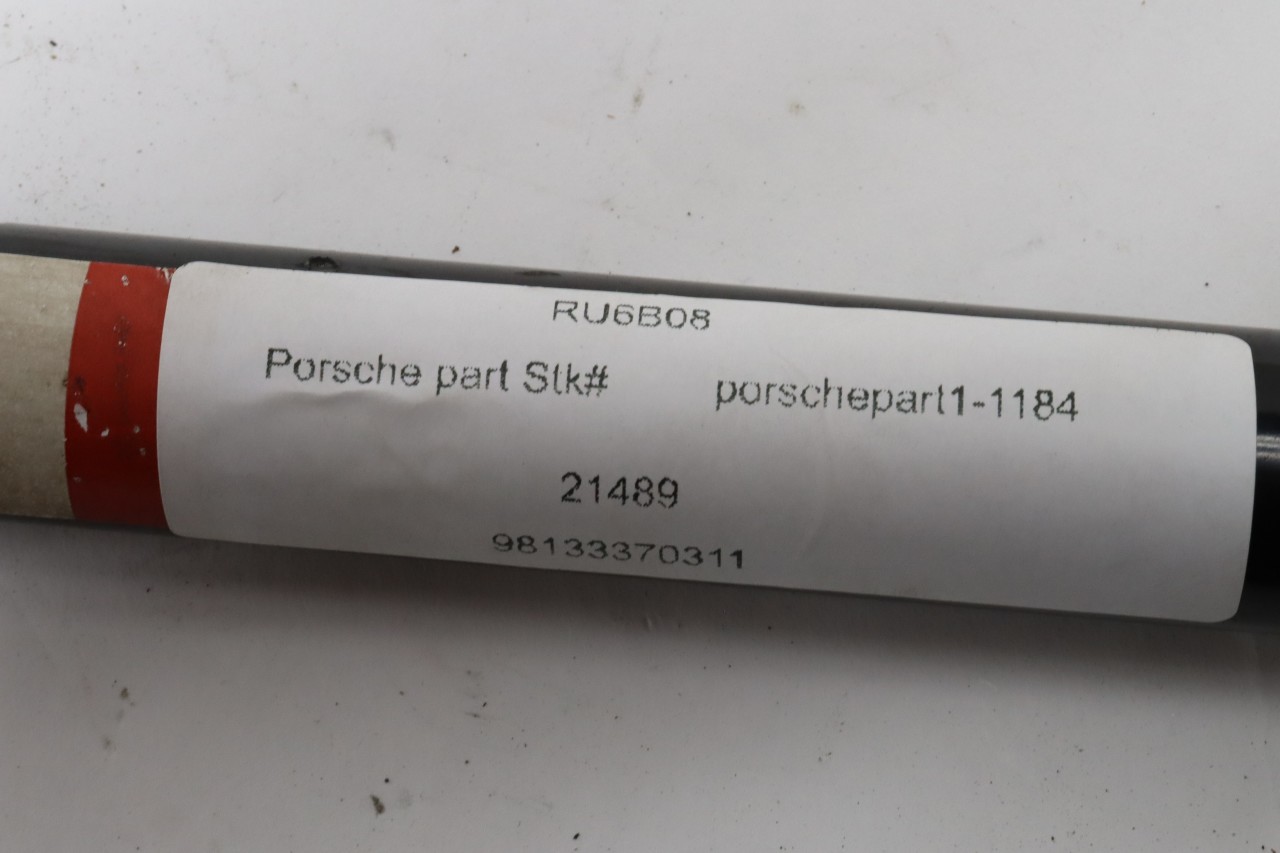 RU6B08
Porsche part Stk# porschepart1-1184
21489
98133370311